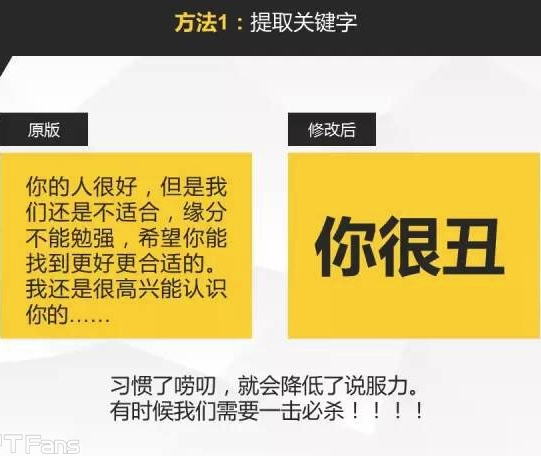 方法1：提取关键字
原版
修改后
你的人很好，但是我
们还是不适合，缘分
不能勉强，希望你能
找到更好更合适的。
我还是很高兴能认识
你的……
你很丑
习惯了唠叨，就会降低了说服力。
有时候我们需要一击必杀！！！！
TFans